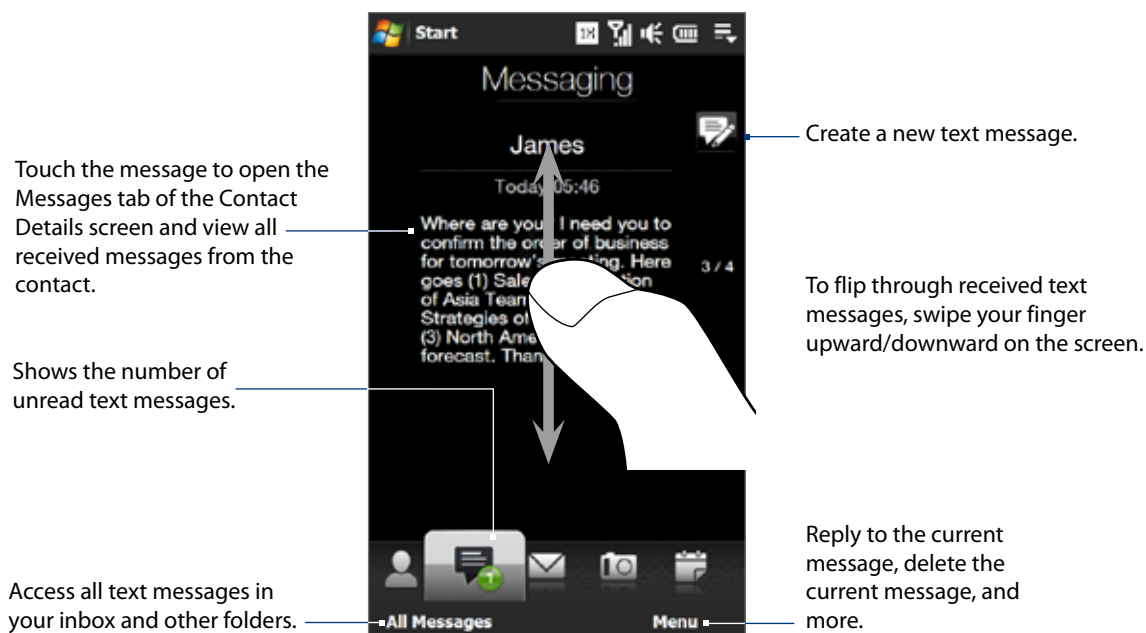 Start
1X
Messaging
James
Today 05:46
Where are you? I need you to
confirm the order of business
for tomorrow's meeting. Here
goes (1) Sale
of Asia Team
Strategies of
(3) North Ame
forecast. Than
3 / 4
1
All Messages
Menu
Touch the message to open the
Messages tab of the Contact
Details screen and view all
received messages from the
contact.
Shows the number of
unread text messages.
Access all text messages in
your inbox and other folders.
Create a new text message.
To flip through received text
messages, swipe your finger
upward/downward on the screen.
Reply to the current
message, delete the
current message, and
more.